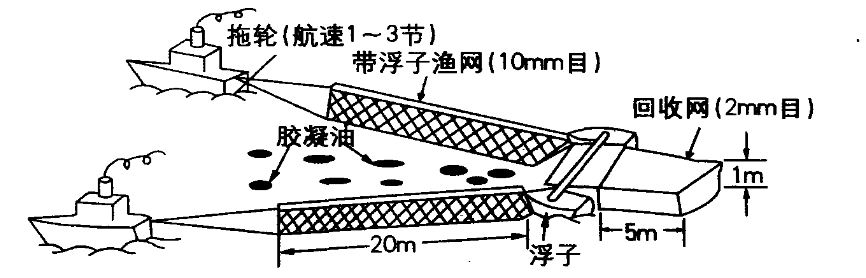 拖轮(航速1～3节)
带浮子渔网(10mm目)
回收网(2mm目)
胶凝油
1m
20m
浮子
5m